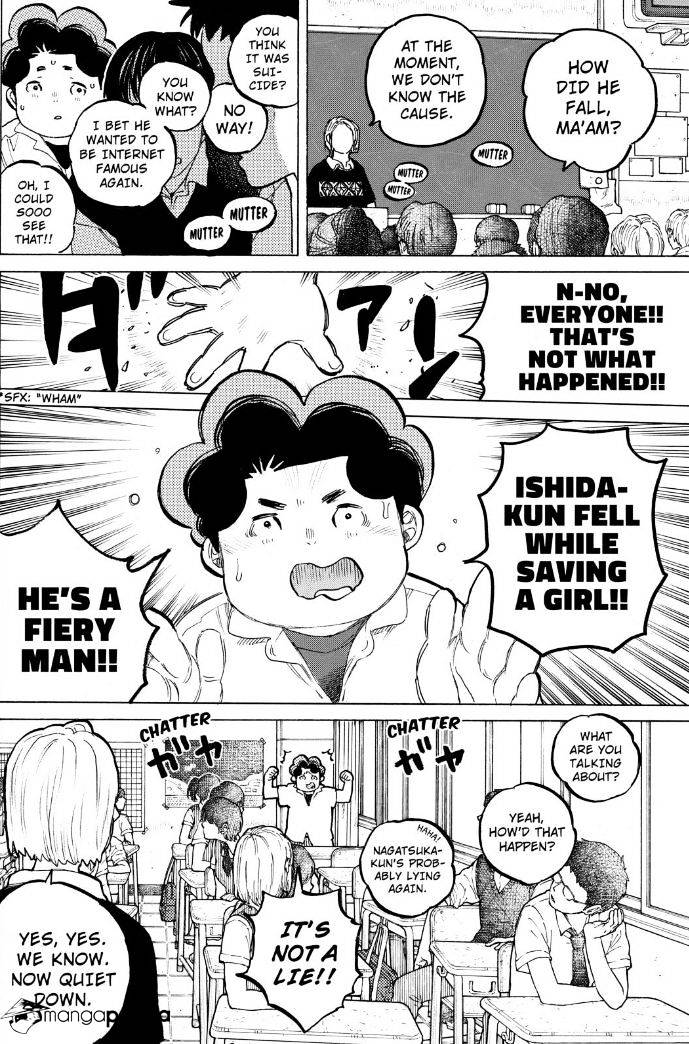 HOW
DID HE
FALL,
MA'AM?
AT THE
MOMENT,
WE DON'T
KNOW THE
CAUSE.
MUTTER
MUTTER
MUTTER
YOU
THINK
IT WAS
SUI-
CIDE?
NO
WAY!
YOU
KNOW
WHAT?
I BET HE
WANTED TO
BE INTERNET
FAMOUS
AGAIN.
OH, I
COULD
SOOO
SEE
THAT!!
MUTTER
MUTTER
N-NO,
EVERYONE!!
THAT'S
NOT WHAT
HAPPENED!!
ダァン
*SFX: "WHAM"
ISHIDA-
KUN FELL
WHILE
SAVING
A GIRL!!
HE'S A
FIERY
MAN!!
WHAT
ARE YOU
TALKING
ABOUT?
YEAH,
HOW'D THAT
HAPPEN?
CHATTER
ガヤ
CHATTER
ガヤ
HAHA!
NAGATSUKA-
KUN'S PROB-
ABLY LYING
AGAIN.
IT'S
NOT A
LIE!!
YES, YES.
WE KNOW.
NOW QUIET
DOWN.